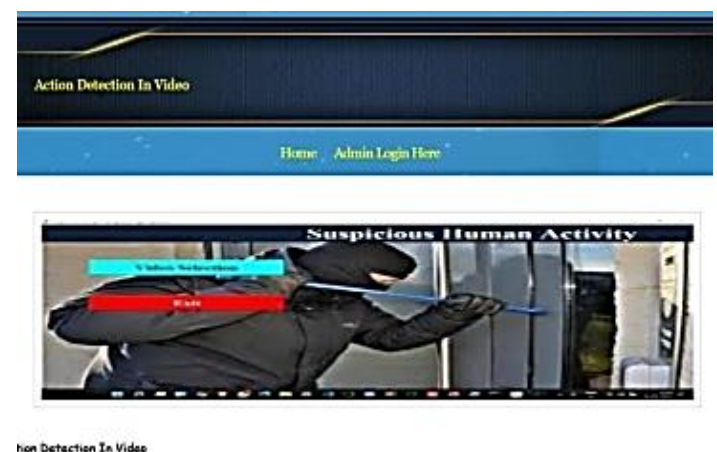 Action Detection In Video
Home Admin Login Here
Suspicious Human Activity
Video Selection
Exit
tion Detection In Video